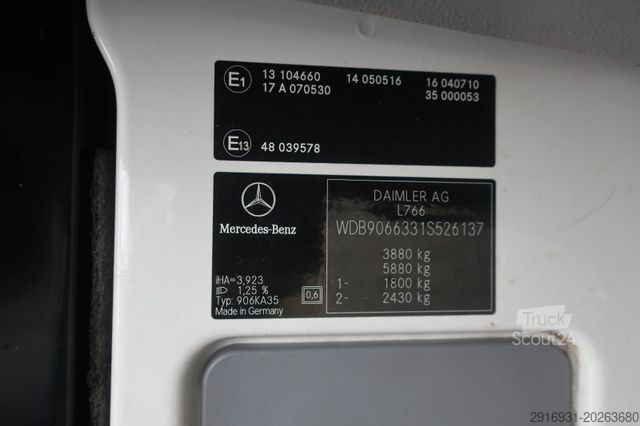 E1 13 104660 14 050516 16 040710
17 A 070530 35 000053
E13 48 039578
Mercedes-Benz
DAIMLER AG
L766
WDB9066331S526137
3880 kg
5880 kg
1- 1800 kg
2- 2430 kg
iHA=3,923
1,25 %
Typ: 906KA35
Made in Germany
0,6
Truck
Scout24
2916931-20263680